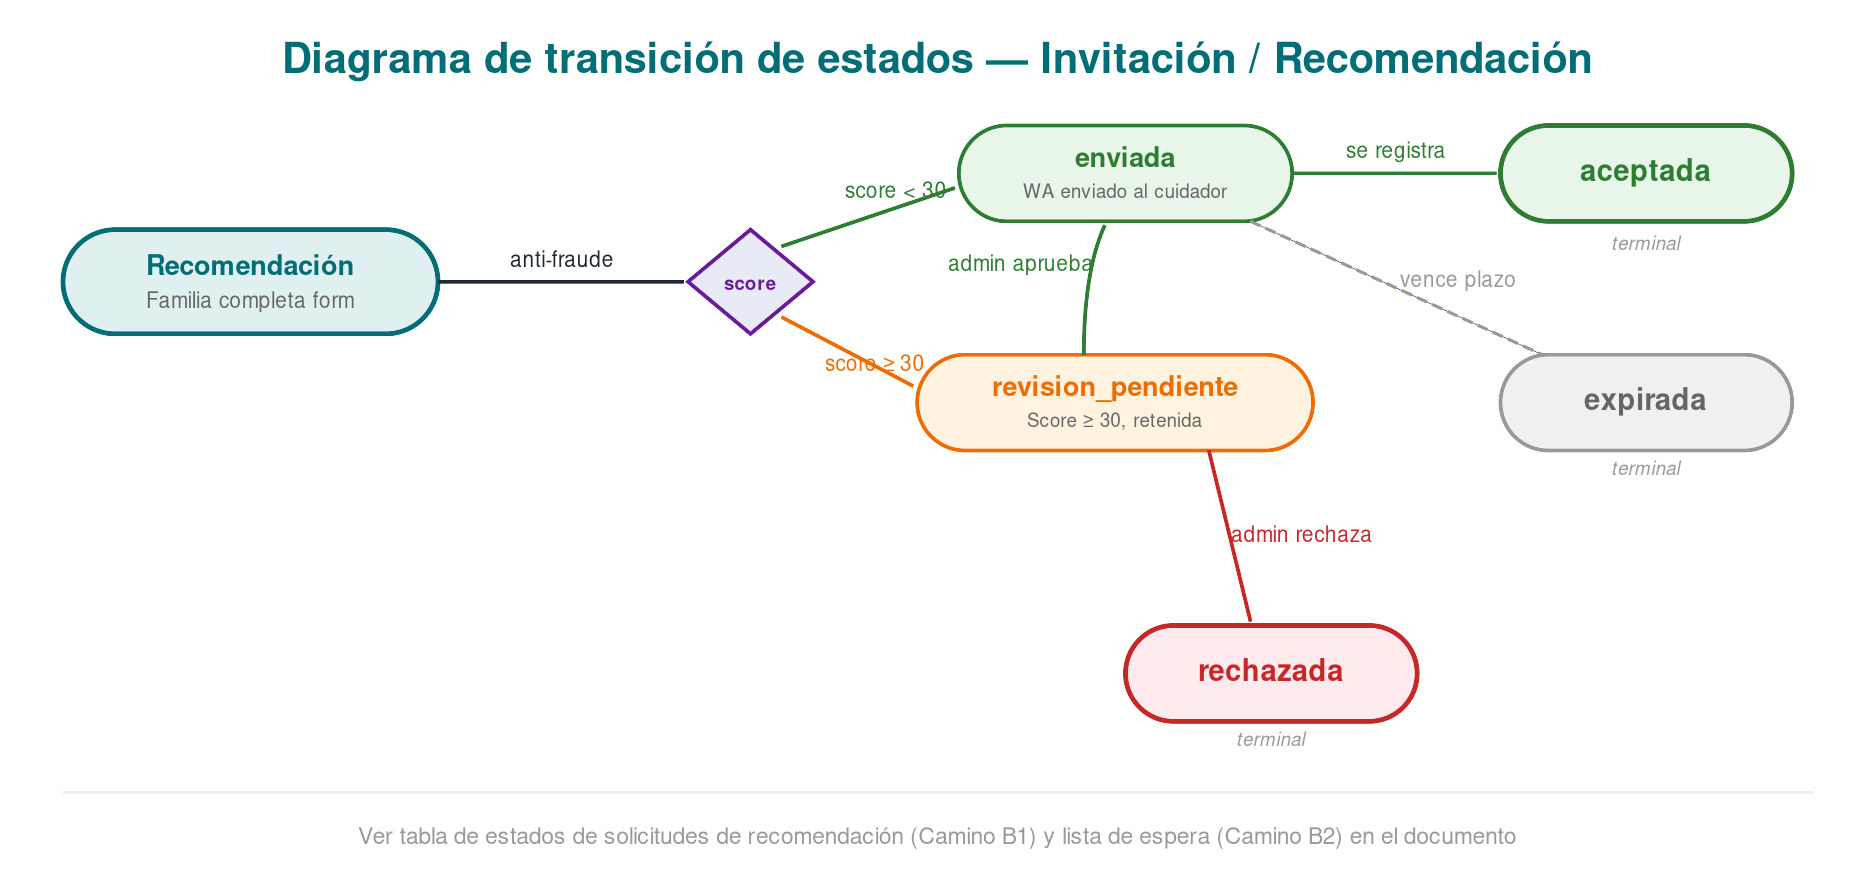 Diagrama de transición de estados — Invitación / Recomendación
Recomendación
Familia completa form
anti-fraude
score
score < 30
score ≥ 30
enviada
WA enviado al cuidador
se registra
aceptada
terminal
admin aprueba
vence plazo
revision_pendiente
Score ≥ 30, retenida
expirada
terminal
admin rechaza
rechazada
terminal
Ver tabla de estados de solicitudes de recomendación (Camino B1) y lista de espera (Camino B2) en el documento